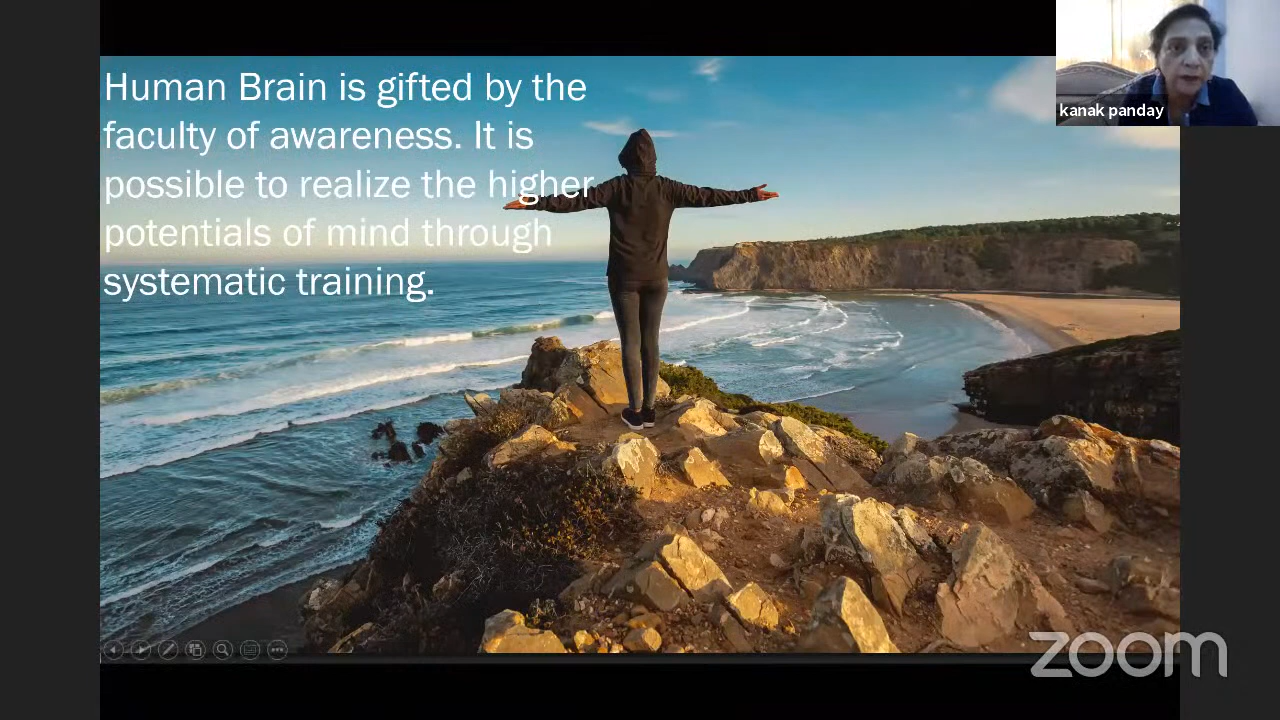 Human Brain is gifted by the
faculty of awareness. It is
possible to realize the higher
potentials of mind through
systematic training.
kanak panday
zoom